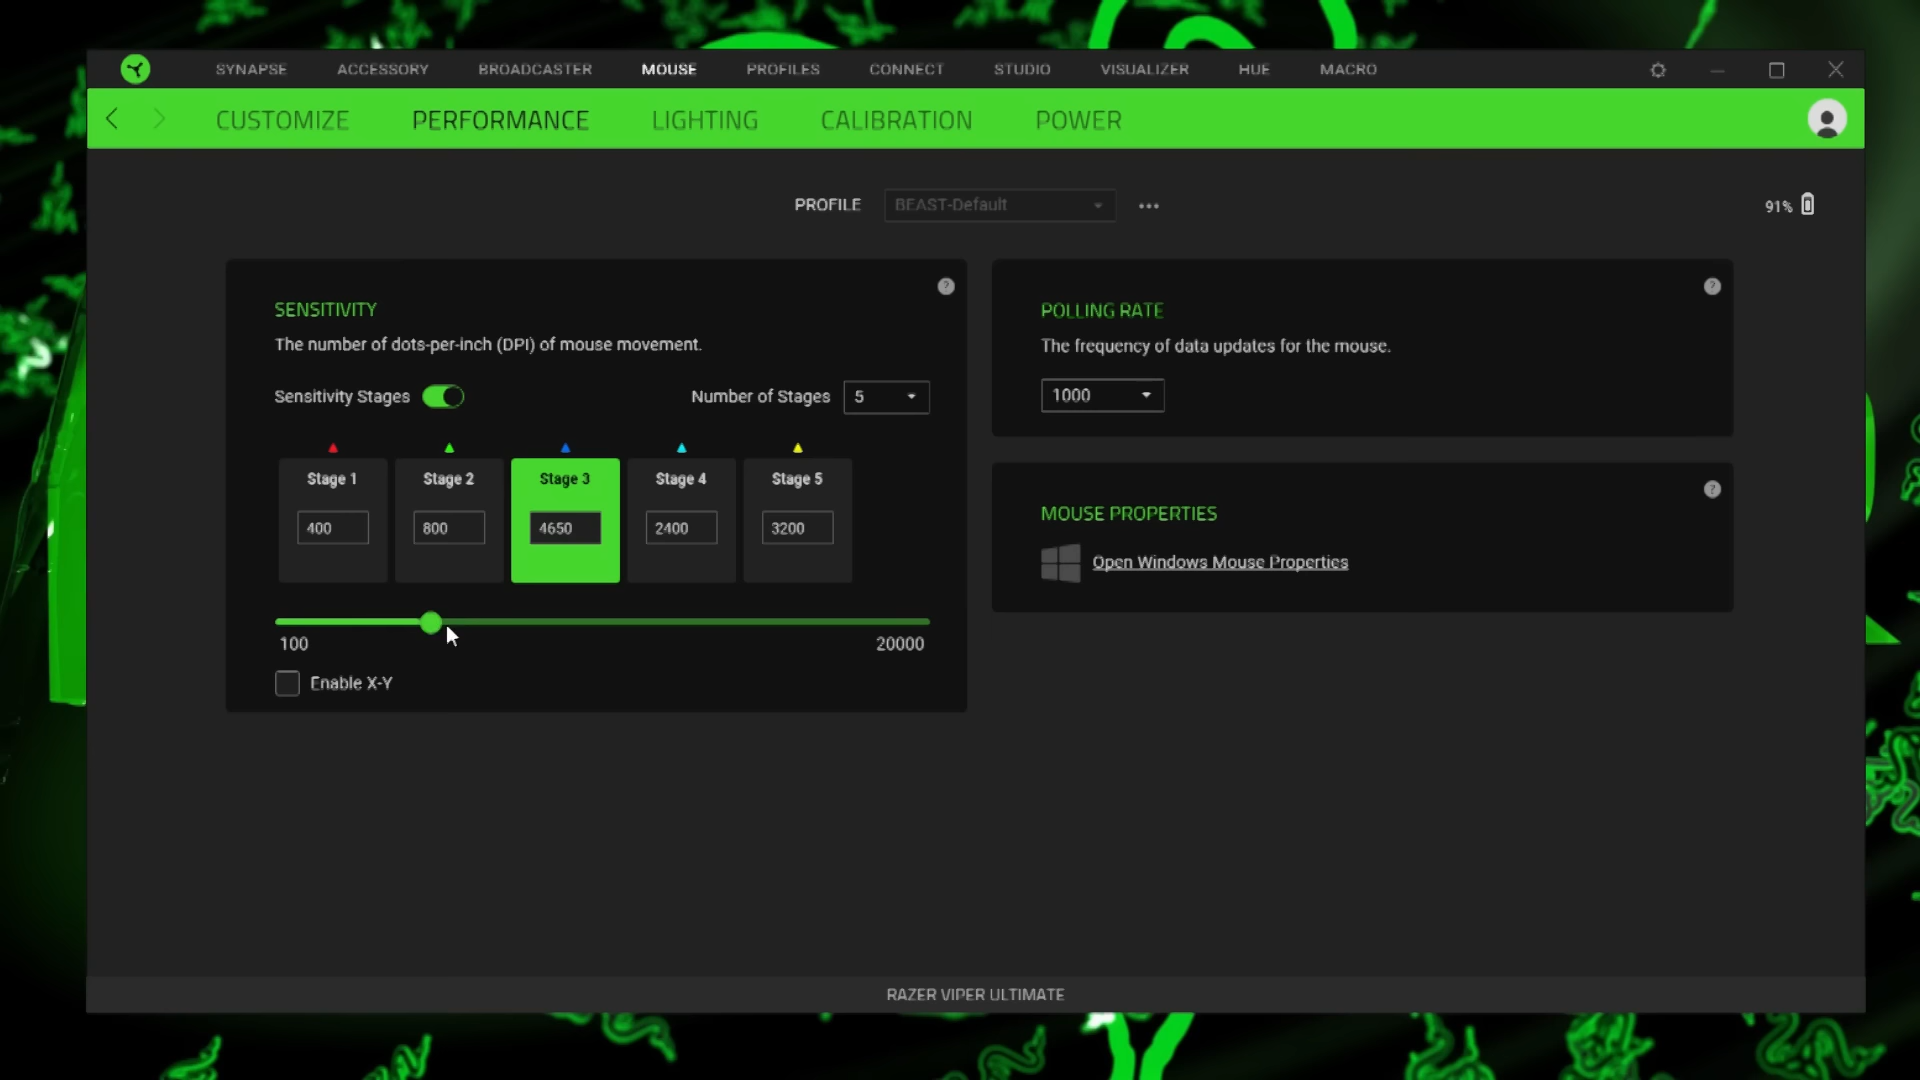 SYNAPSE ACCESSORY BROADCASTER MOUSE PROFILES CONNECT STUDIO VISUALIZER HUE MACRO
CUSTOMIZE PERFORMANCE LIGHTING CALIBRATION POWER
PROFILE BEAST-Default
91%
SENSITIVITY
The number of dots-per-inch (DPI) of mouse movement.
Sensitivity Stages Number of Stages 5
Stage 1 Stage 2 Stage 3 Stage 4 Stage 5
400 800 4650 2400 3200
100 20000
Enable X-Y
POLLING RATE
The frequency of data updates for the mouse.
1000
MOUSE PROPERTIES
Open Windows Mouse Properties
RAZER VIPER ULTIMATE